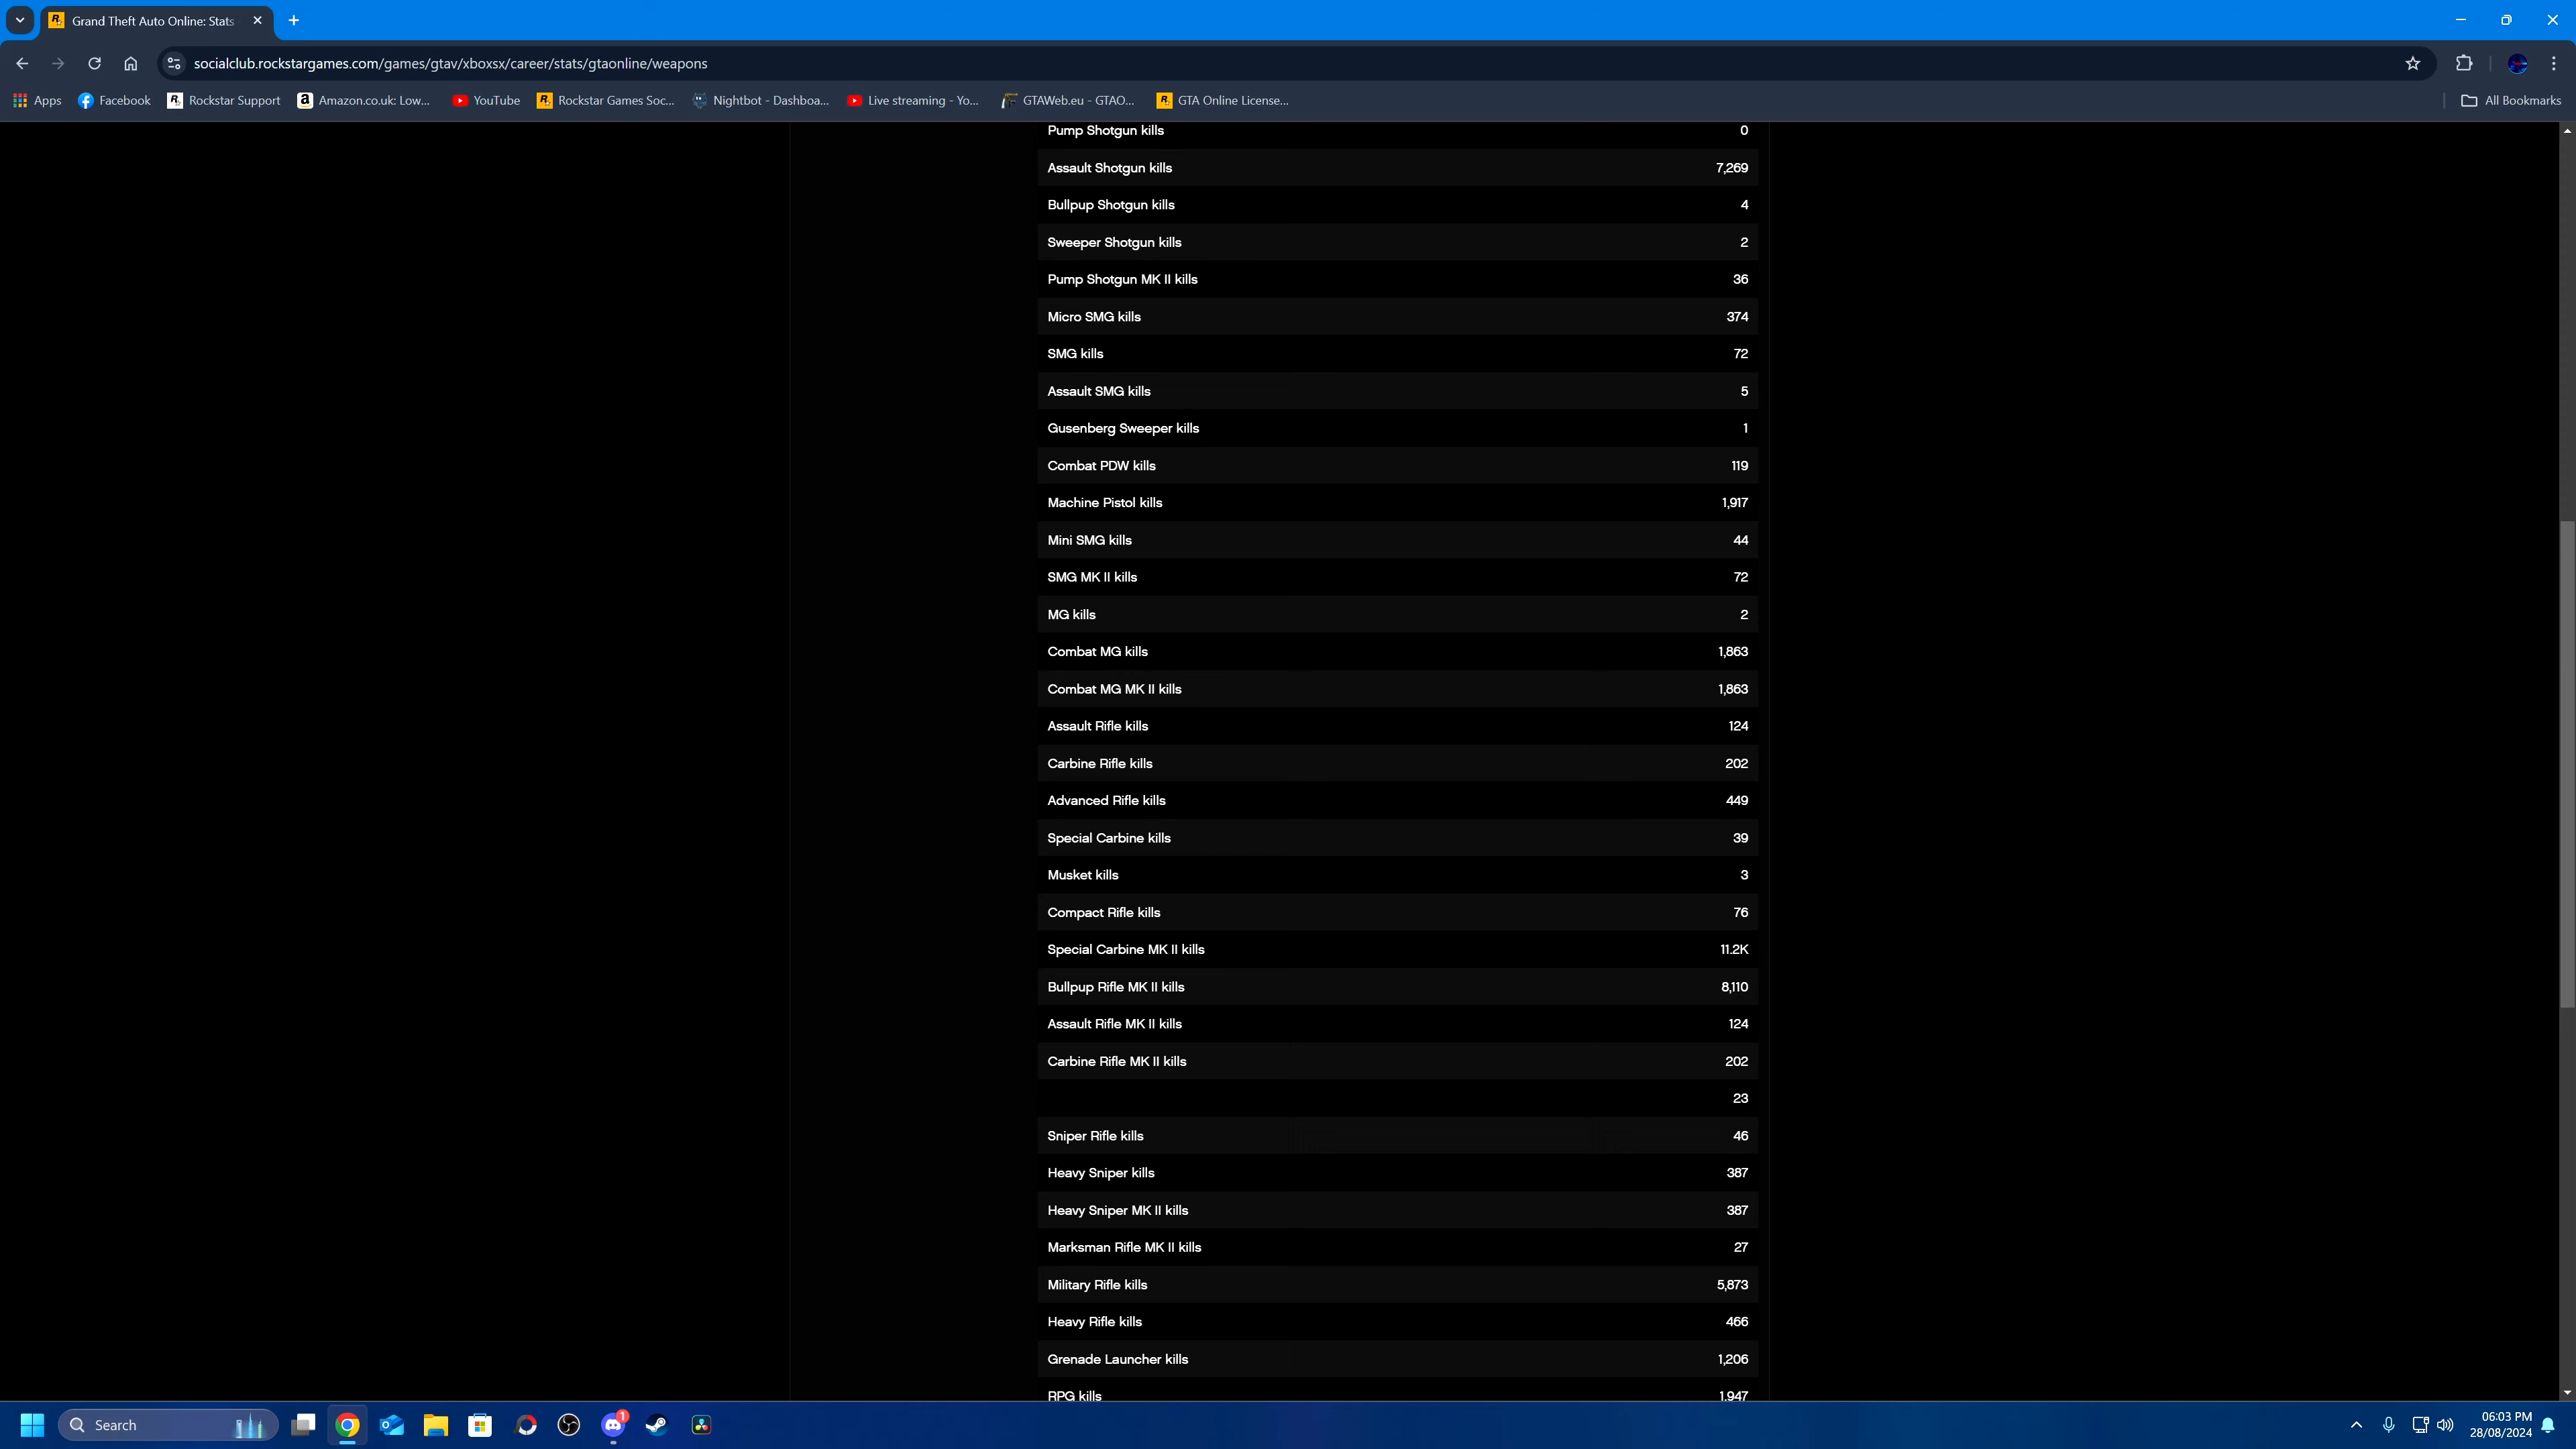 Grand Theft Auto Online: Stats
socialclub.rockstargames.com/games/gtav/xboxsx/career/stats/gtaonline/weapons
Apps Facebook Rockstar Support Amazon.co.uk: Low... YouTube Rockstar Games Soc... Nightbot - Dashboa... Live streaming - Yo... GTAWeb.eu - GTAO... GTA Online License... All Bookmarks
Pump Shotgun kills 0
Assault Shotgun kills 7,269
Bullpup Shotgun kills 4
Sweeper Shotgun kills 2
Pump Shotgun MK II kills 36
Micro SMG kills 374
SMG kills 72
Assault SMG kills 5
Gusenberg Sweeper kills 1
Combat PDW kills 119
Machine Pistol kills 1,917
Mini SMG kills 44
SMG MK II kills 72
MG kills 2
Combat MG kills 1,863
Combat MG MK II kills 1,863
Assault Rifle kills 124
Carbine Rifle kills 202
Advanced Rifle kills 449
Special Carbine kills 39
Musket kills 3
Compact Rifle kills 76
Special Carbine MK II kills 11.2K
Bullpup Rifle MK II kills 8,110
Assault Rifle MK II kills 124
Carbine Rifle MK II kills 202
23
Sniper Rifle kills 46
Heavy Sniper kills 387
Heavy Sniper MK II kills 387
Marksman Rifle MK II kills 27
Military Rifle kills 5,873
Heavy Rifle kills 466
Grenade Launcher kills 1,206
RPG kills 1,947
Search 1 06:03 PM
28/08/2024